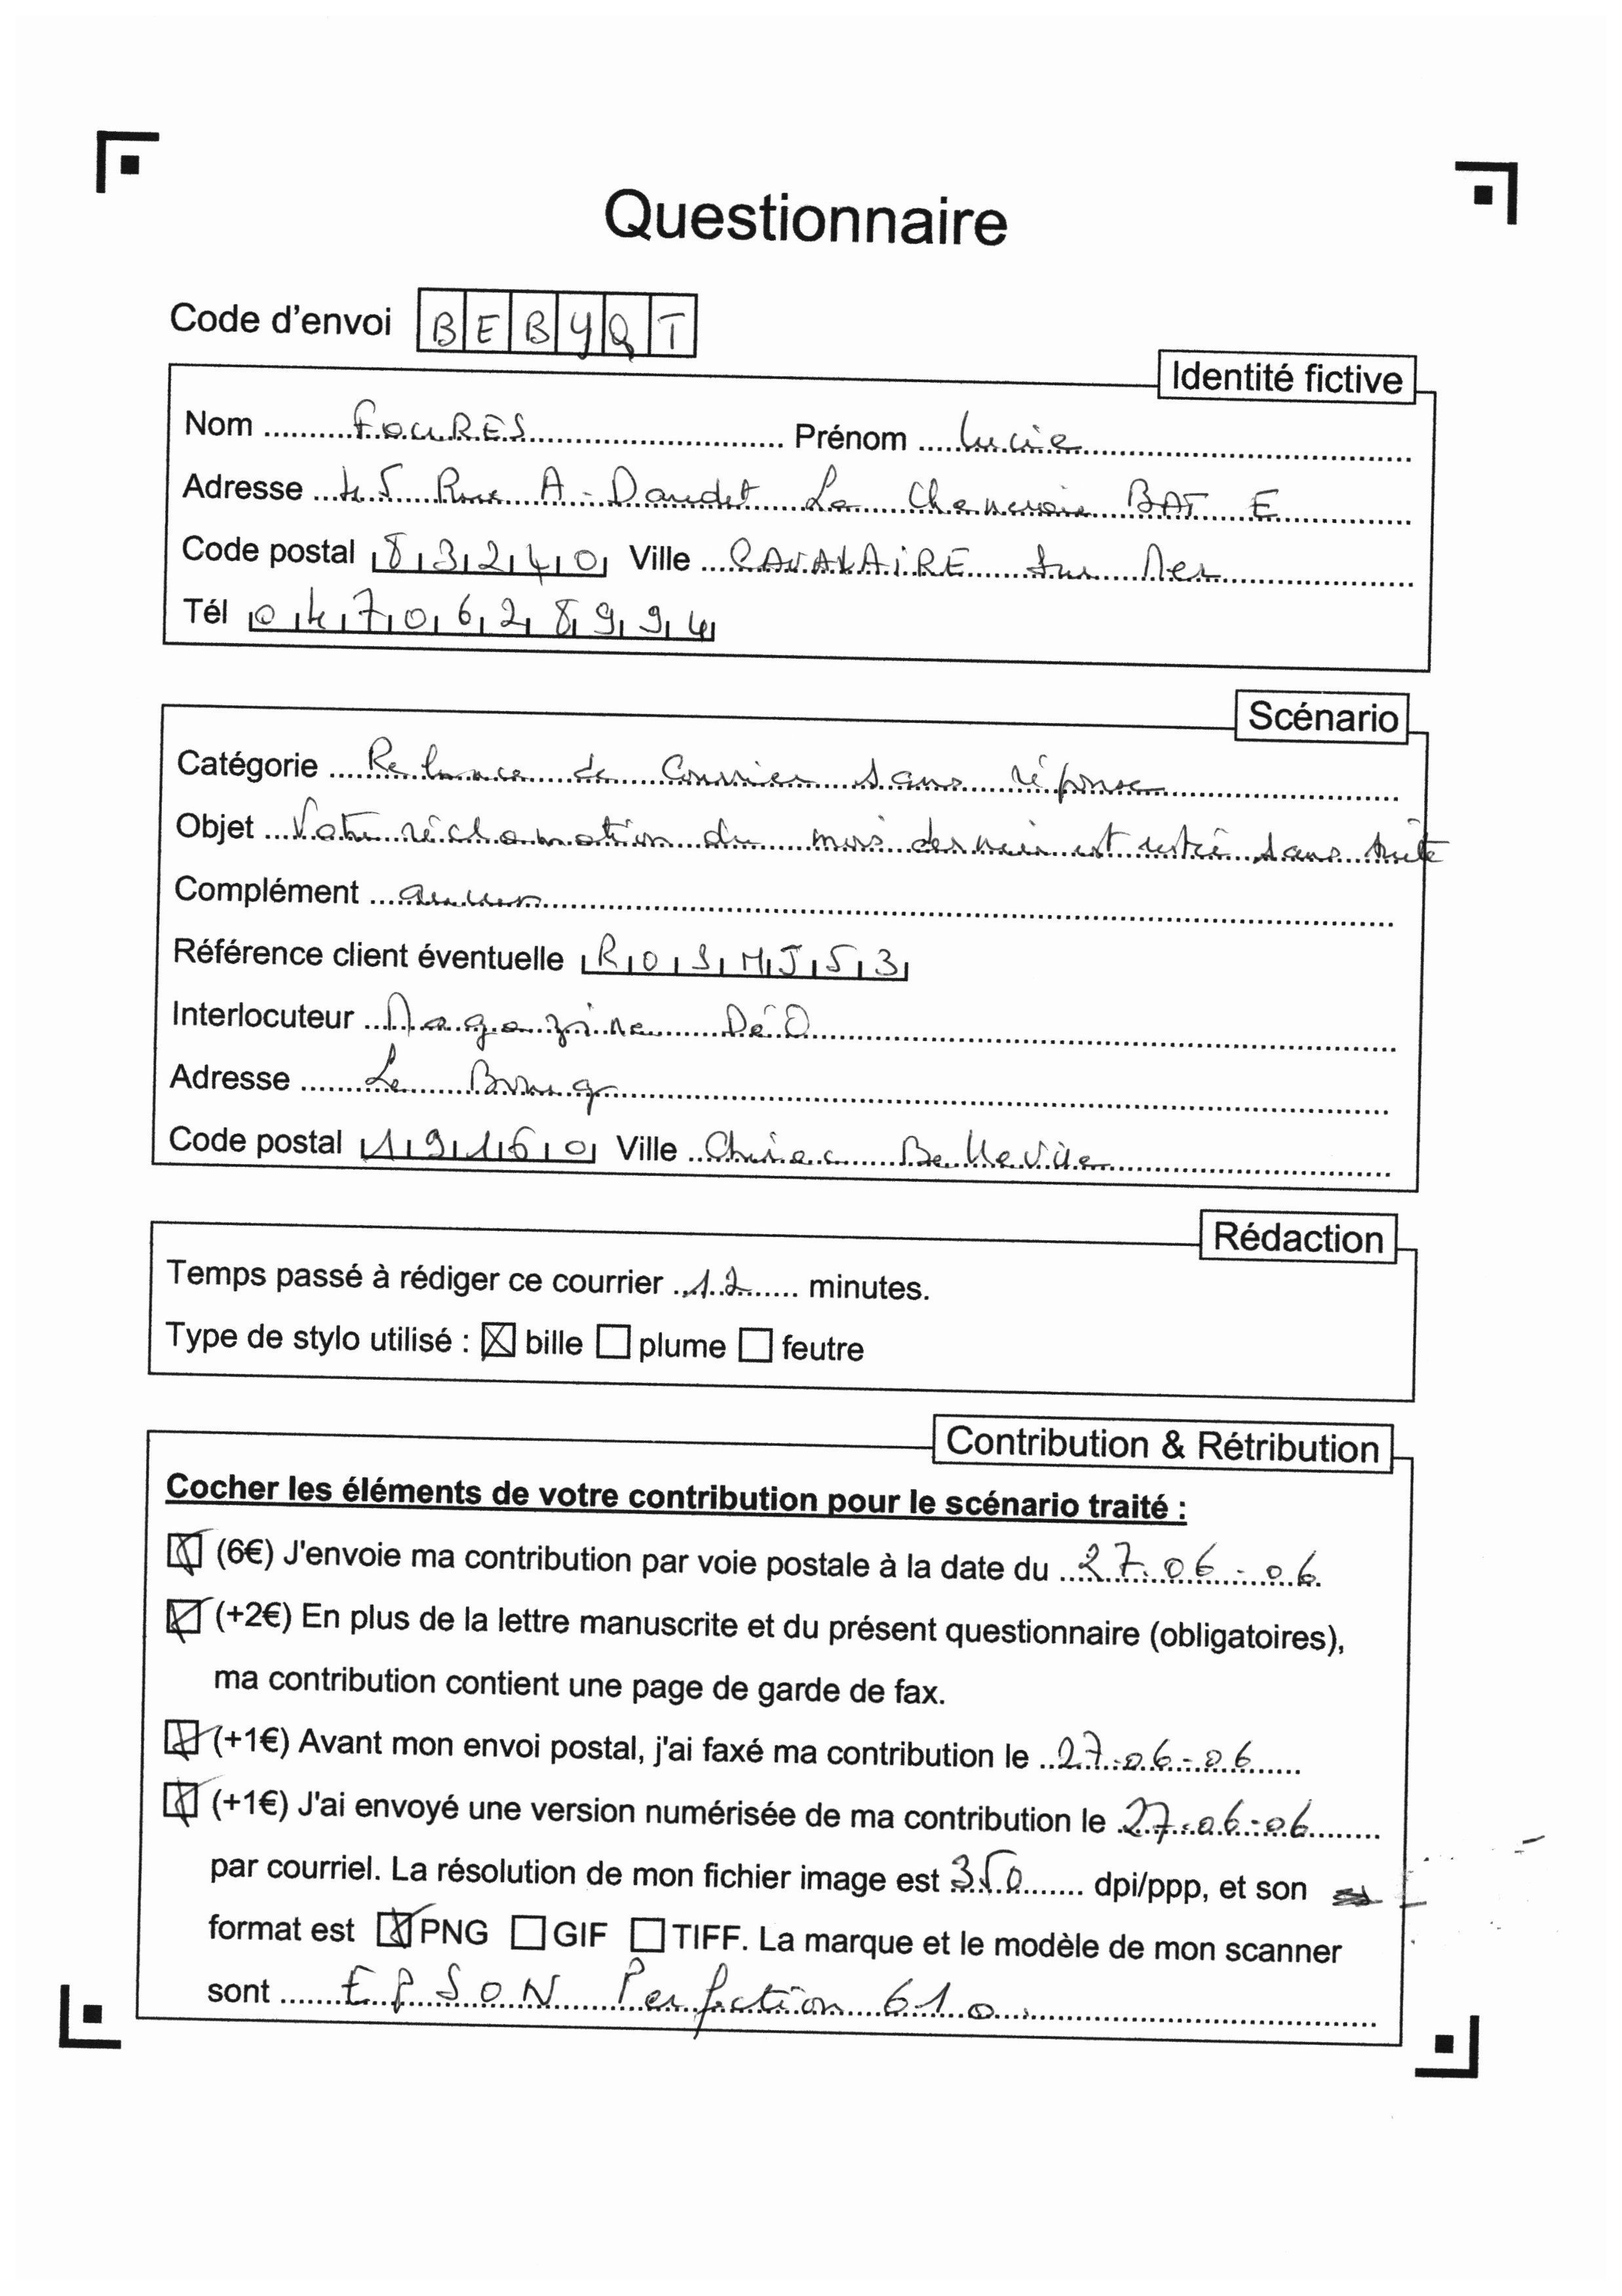 Questionnaire
Code d'envoi BEBYQT
Identité fictive
Nom FOURES Prénom Lucie
Adresse 45 Rue A. Daudet La Cheneraie BAT E
Code postal 83240 Ville CAVALAIRE sur Mer
Tél 0470628994
Scénario
Catégorie Relance de Courrier sans réponse
Objet Votre réclamation du mois dernier est restée sans suite
Complément aucun
Référence client éventuelle ROSMJ53
Interlocuteur Magazine DéO
Adresse Le Bourg
Code postal 19160 Ville Chirac Bellevue
Rédaction
Temps passé à rédiger ce courrier 12 minutes.
Type de stylo utilisé : ☒ bille ☐ plume ☐ feutre
Contribution & Rétribution
Cocher les éléments de votre contribution pour le scénario traité :
☒ (6€) J'envoie ma contribution par voie postale à la date du 27.06-06
☒ (+2€) En plus de la lettre manuscrite et du présent questionnaire (obligatoires),
ma contribution contient une page de garde de fax.
☒ (+1€) Avant mon envoi postal, j'ai faxé ma contribution le 27-06-06
☒ (+1€) J'ai envoyé une version numérisée de ma contribution le 27-06-06
par courriel. La résolution de mon fichier image est 350 dpi/ppp, et son
format est ☒ PNG ☐ GIF ☐ TIFF. La marque et le modèle de mon scanner
sont EPSON Perfection 610.